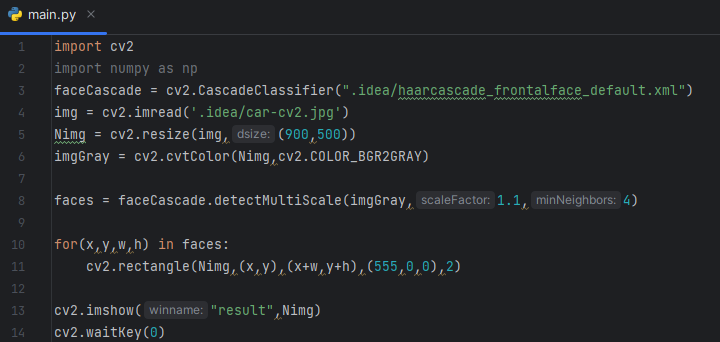 main.py
1 import cv2
2 import numpy as np
3 faceCascade = cv2.CascadeClassifier(".idea/haarcascade_frontalface_default.xml")
4 img = cv2.imread('.idea/car-cv2.jpg')
5 Nimg = cv2.resize(img, dsize: (900,500))
6 imgGray = cv2.cvtColor(Nimg,cv2.COLOR_BGR2GRAY)
7
8 faces = faceCascade.detectMultiScale(imgGray, scaleFactor: 1.1, minNeighbors: 4)
9
10 for(x,y,w,h) in faces:
11 cv2.rectangle(Nimg,(x,y),(x+w,y+h),(555,0,0),2)
12
13 cv2.imshow( winname: "result",Nimg)
14 cv2.waitKey(0)